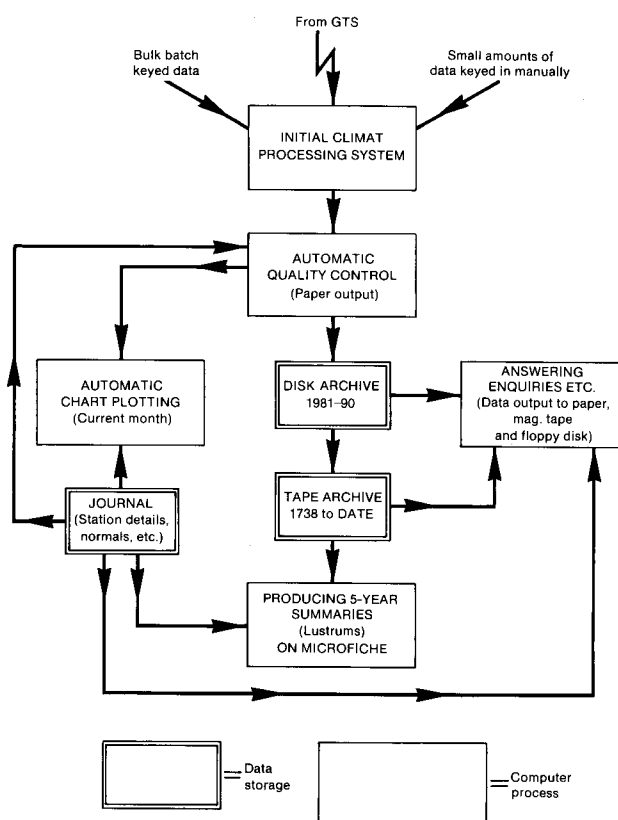 From GTS
Bulk batch
keyed data
Small amounts of
data keyed in manually
INITIAL CLIMAT
PROCESSING SYSTEM
AUTOMATIC
QUALITY CONTROL
(Paper output)
AUTOMATIC
CHART PLOTTING
(Current month)
DISK ARCHIVE
1981–90
ANSWERING
ENQUIRIES ETC.
(Data output to paper,
mag. tape
and floppy disk)
JOURNAL
(Station details,
normals, etc.)
TAPE ARCHIVE
1738 to DATE
PRODUCING 5-YEAR
SUMMARIES
(Lustrums)
ON MICROFICHE
Data
storage
Computer
process